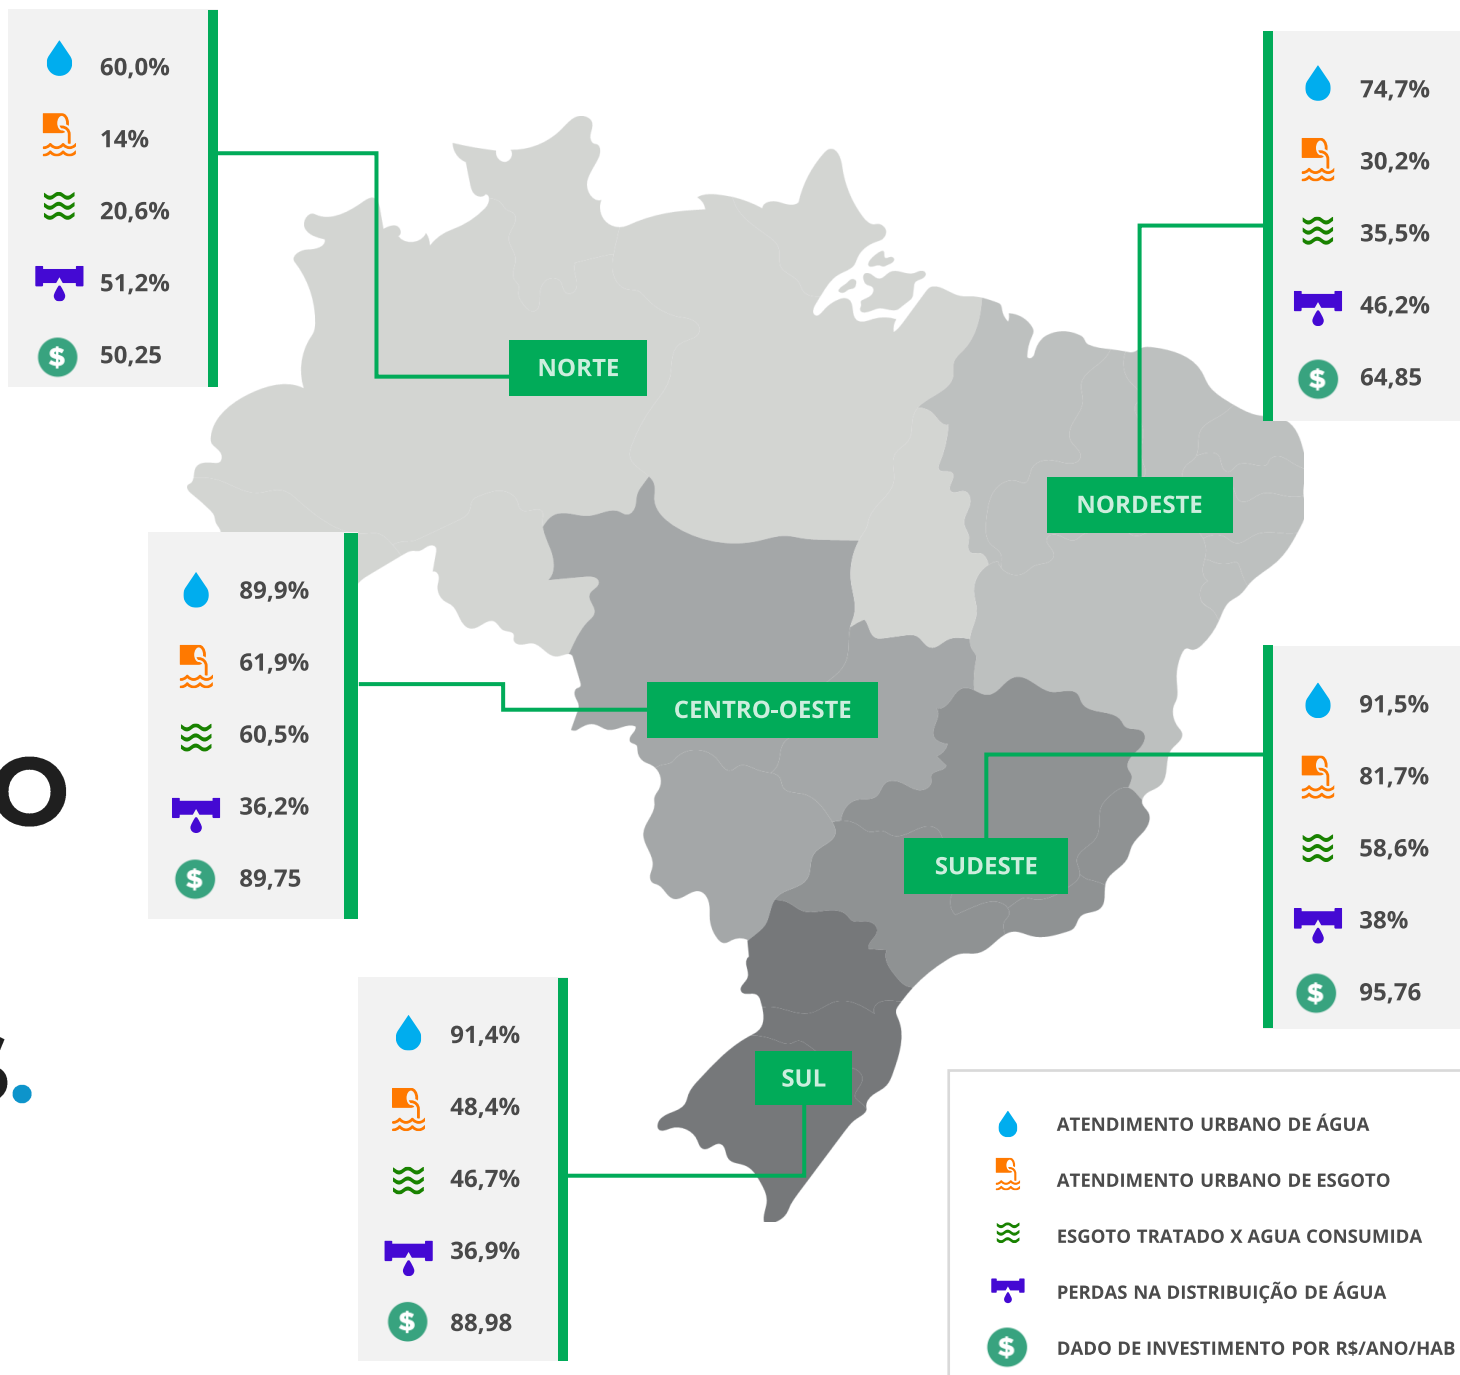 60,0%
14%
20,6%
51,2%
$ 50,25
NORTE
74,7%
30,2%
35,5%
46,2%
$ 64,85
NORDESTE
89,9%
61,9%
60,5%
36,2%
$ 89,75
CENTRO-OESTE
91,5%
81,7%
58,6%
38%
$ 95,76
SUDESTE
91,4%
48,4%
46,7%
36,9%
$ 88,98
SUL
O
S.
ATENDIMENTO URBANO DE ÁGUA
ATENDIMENTO URBANO DE ESGOTO
ESGOTO TRATADO X AGUA CONSUMIDA
PERDAS NA DISTRIBUIÇÃO DE ÁGUA
$ DADO DE INVESTIMENTO POR R$/ANO/HAB